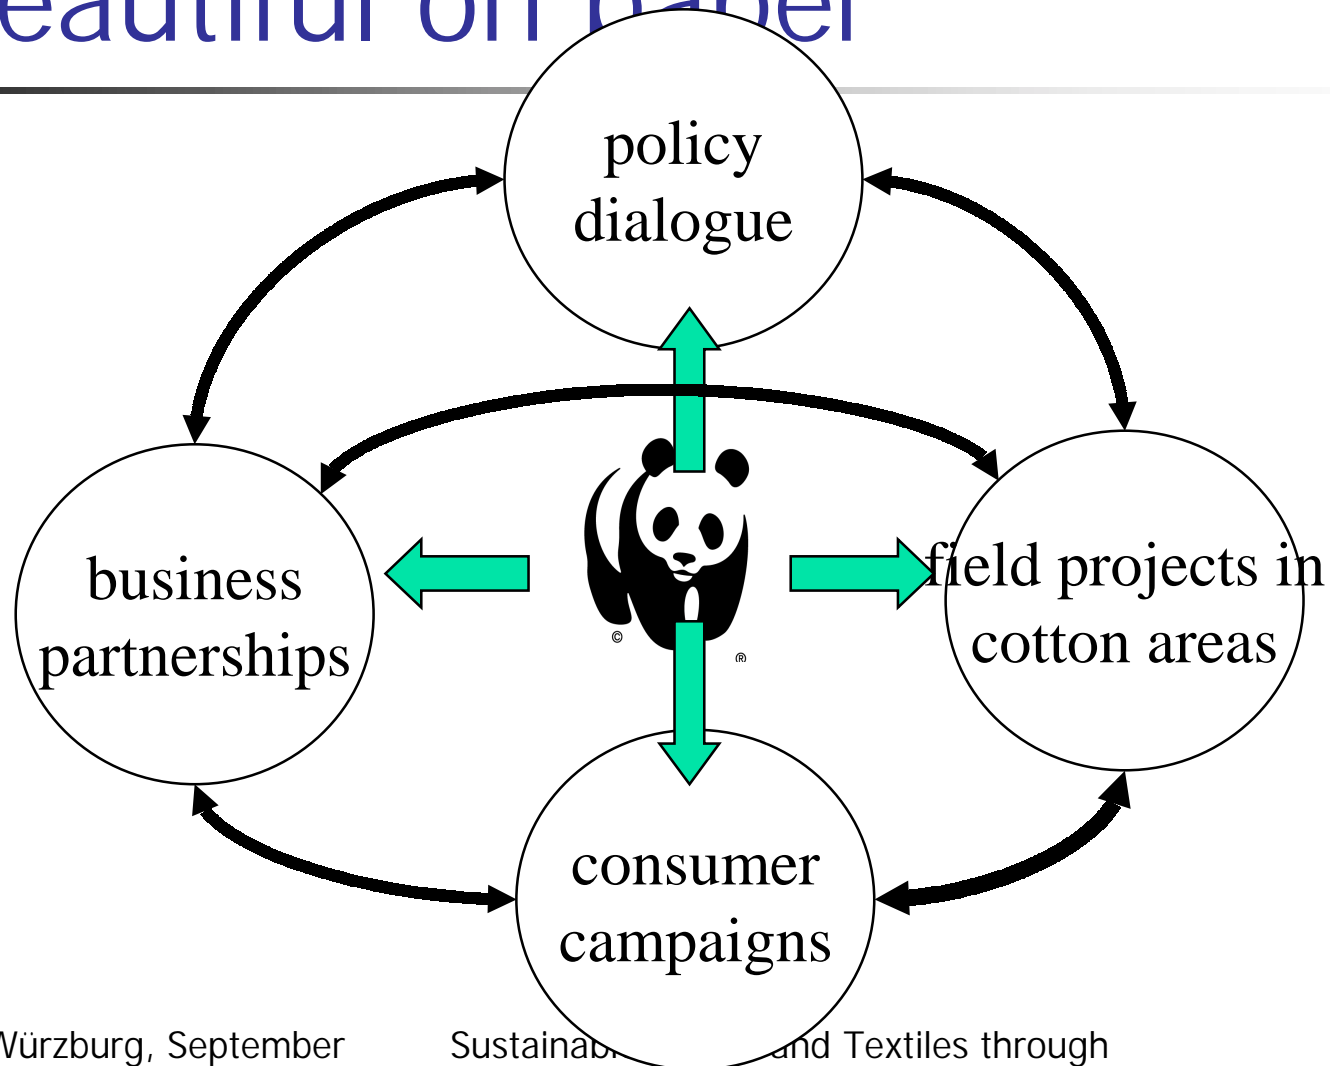 eautiful on paper
policy
dialogue
business
partnerships
field projects in
cotton areas
©
®
consumer
campaigns
Würzburg, September
Sustainab and Textiles through